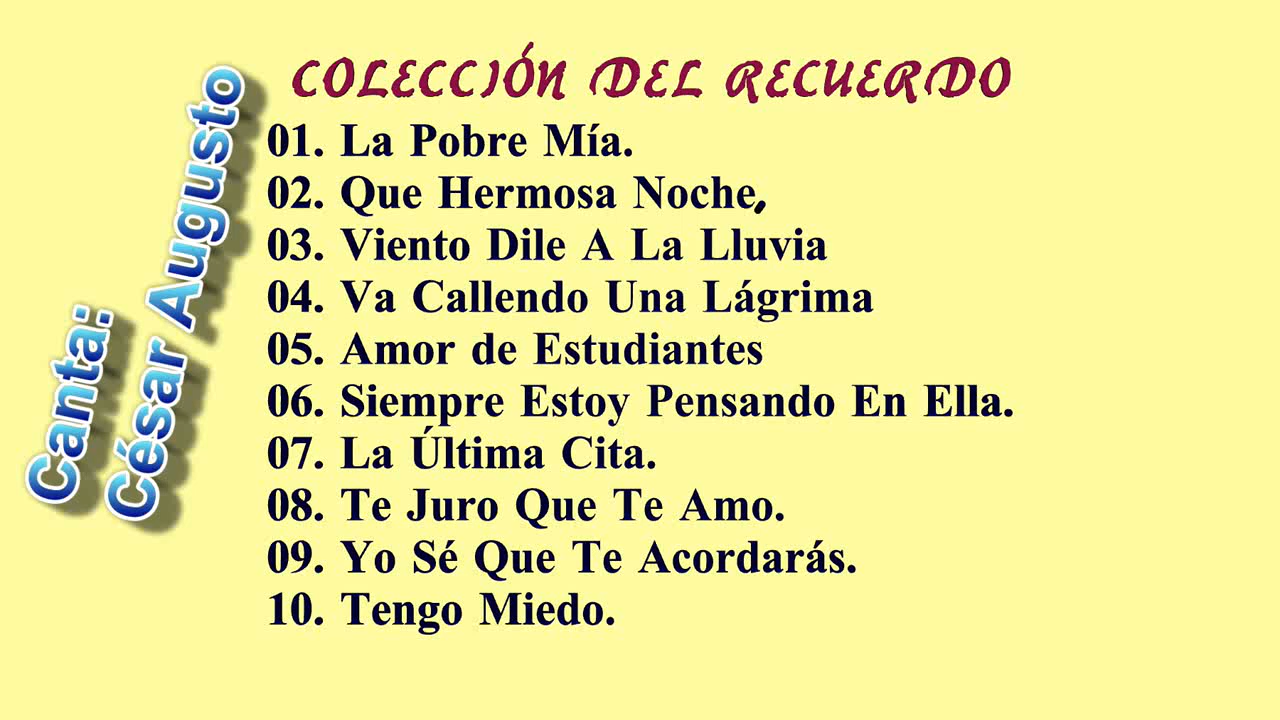 COLECCIÓN DEL RECUERDO
Canta:
César Augusto
01. La Pobre Mía.
02. Que Hermosa Noche,
03. Viento Dile A La Lluvia
04. Va Callendo Una Lágrima
05. Amor de Estudiantes
06. Siempre Estoy Pensando En Ella.
07. La Última Cita.
08. Te Juro Que Te Amo.
09. Yo Sé Que Te Acordarás.
10. Tengo Miedo.